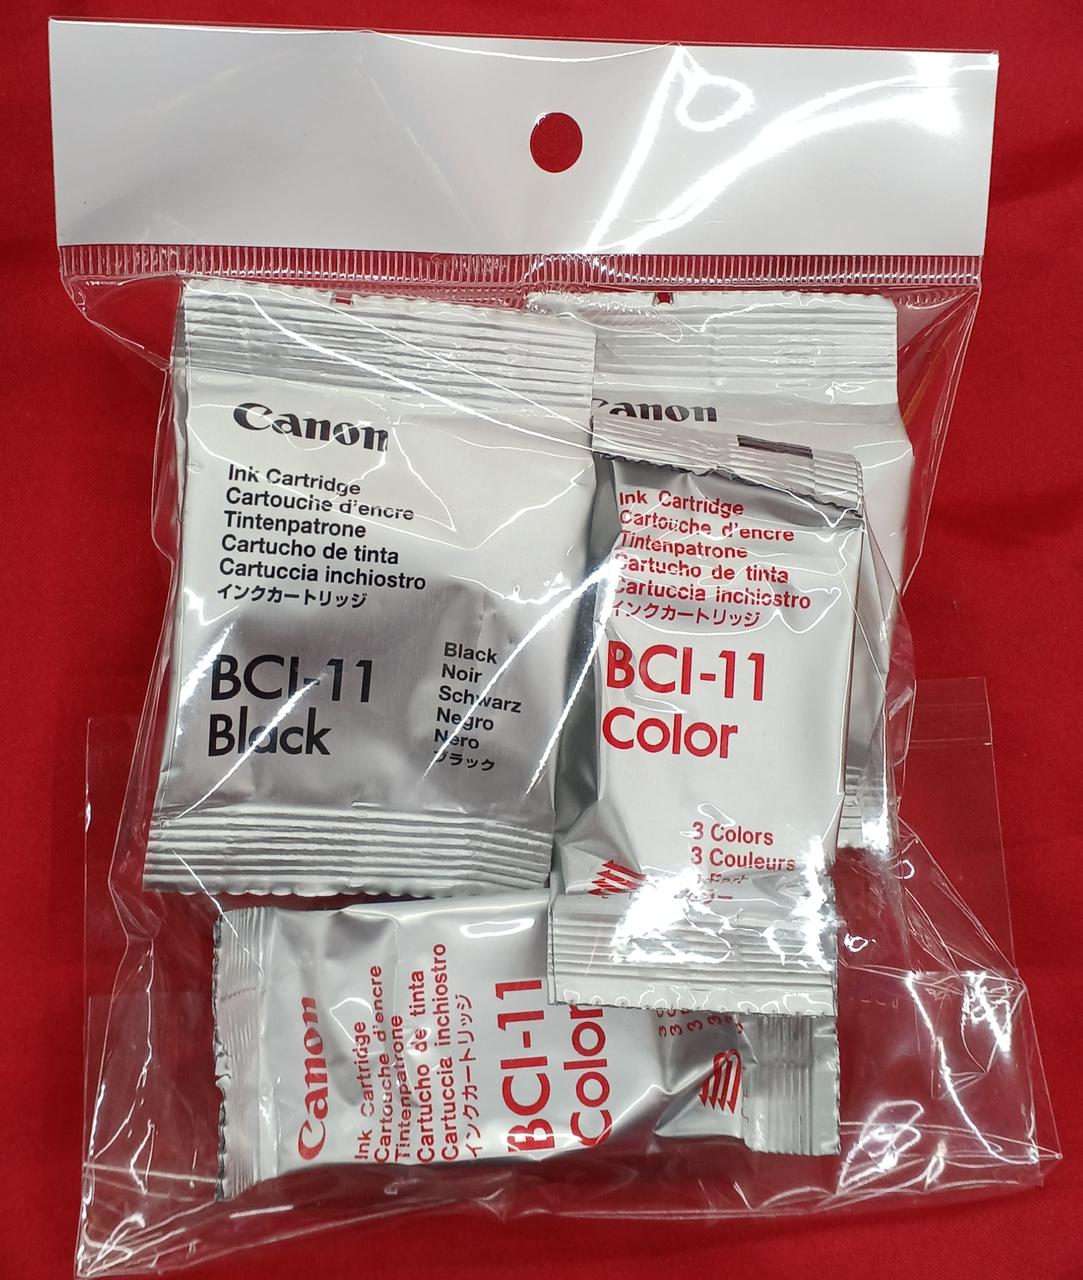 Canon
Ink Cartridge
Cartouche d'encre
Tintenpatrone
Cartucho de tinta
Cartuccia inchiostro
インクカートリッジ
BCI-11
Black
Black
Noir
Schwarz
Negro
Nero
ブラック
Canon
Ink Cartridge
Cartouche d'encre
Tintenpatrone
Cartucho de tinta
Cartuccia inchiostro
インクカートリッジ
BCI-11
Color
3 Colors
3 Couleurs
Canon
Ink Cartridge
Cartouche d'encre
Tintenpatrone
Cartucho de tinta
Cartuccia inchiostro
インクカートリッジ
BCI-11
Color